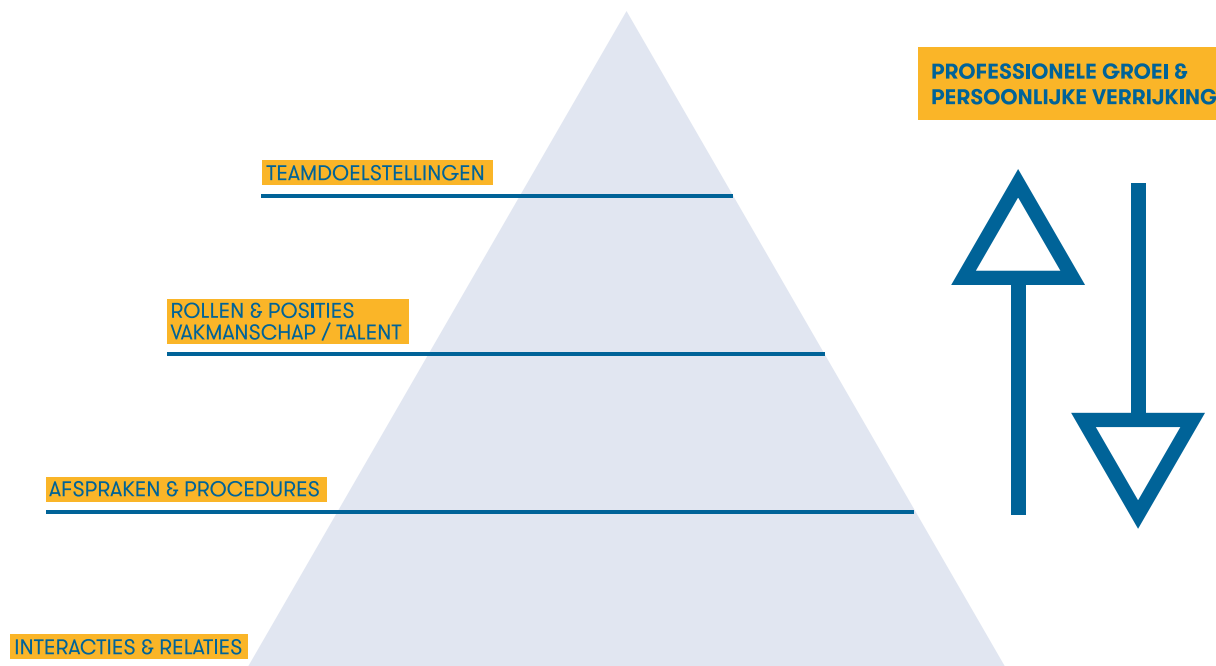 PROFESSIONELE GROEI &
PERSOONLIJKE VERRIJKING
TEAMDOELSTELLINGEN
ROLLEN & POSITIES
VAKMANSCHAP / TALENT
AFSPRAKEN & PROCEDURES
INTERACTIES & RELATIES